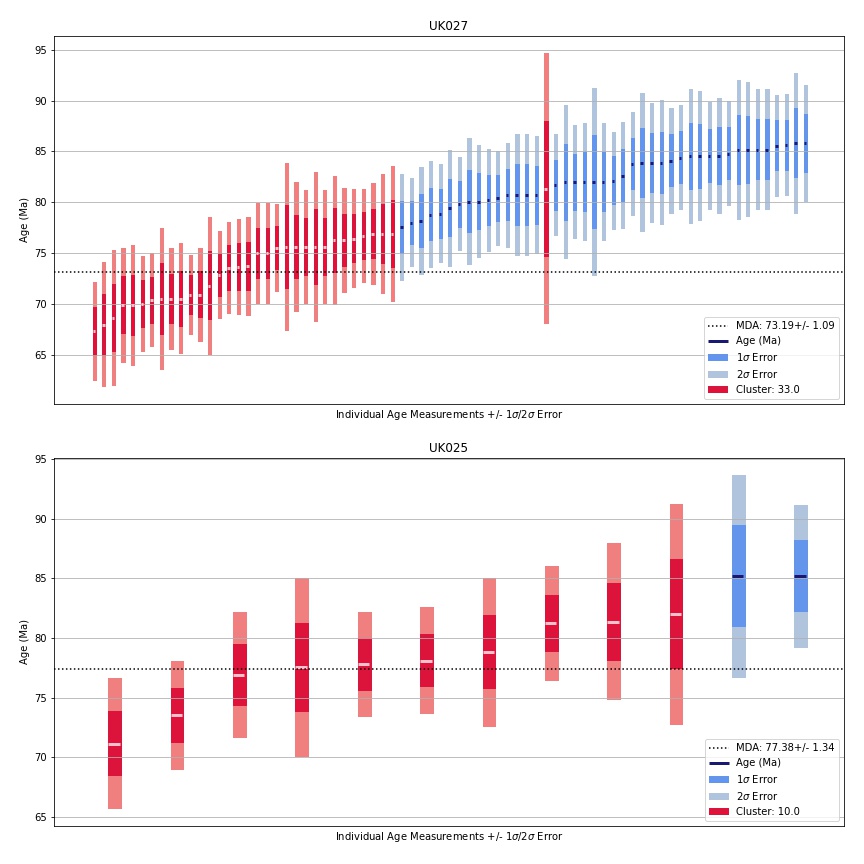 UK027
95
90
85
80
75
70
65
Age (Ma)
MDA: 73.19+/- 1.09
Age (Ma)
1σ Error
2σ Error
Cluster: 33.0
Individual Age Measurements +/- 1σ/2σ Error
UK025
95
90
85
80
75
70
65
Age (Ma)
MDA: 77.38+/- 1.34
Age (Ma)
1σ Error
2σ Error
Cluster: 10.0
Individual Age Measurements +/- 1σ/2σ Error